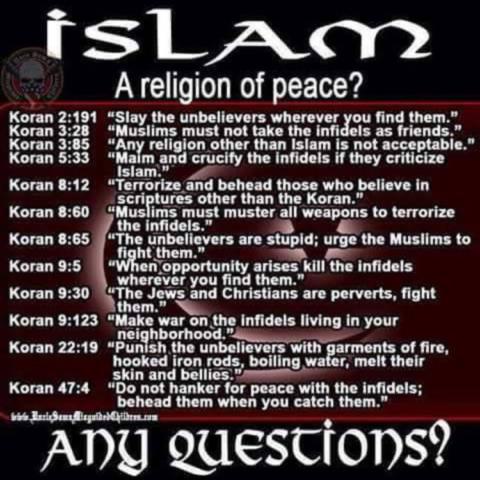 ISLAM
A religion of peace?
Koran 2:191 "Slay the unbelievers wherever you find them."
Koran 3:28 "Muslims must not take the infidels as friends."
Koran 3:85 "Any religion other than Islam is not acceptable."
Koran 5:33 "Maim and crucify the infidels if they criticize
Islam."
Koran 8:12 "Terrorize and behead those who believe in
scriptures other than the Koran."
Koran 8:60 "Muslims must muster all weapons to terrorize
the infidels."
Koran 8:65 "The unbelievers are stupid; urge the Muslims to
fight them."
Koran 9:5 "When opportunity arises kill the infidels
wherever you find them."
Koran 9:30 "The Jews and Christians are perverts, fight
them."
Koran 9:123 "Make war on the infidels living in your
neighborhood."
Koran 22:19 "Punish the unbelievers with garments of fire,
hooked iron rods, boiling water, melt their
skin and bellies."
Koran 47:4 "Do not hanker for peace with the infidels;
behead them when you catch them."
www.UncleSamsMisguidedChildren.com
ANY QUESTIONS?